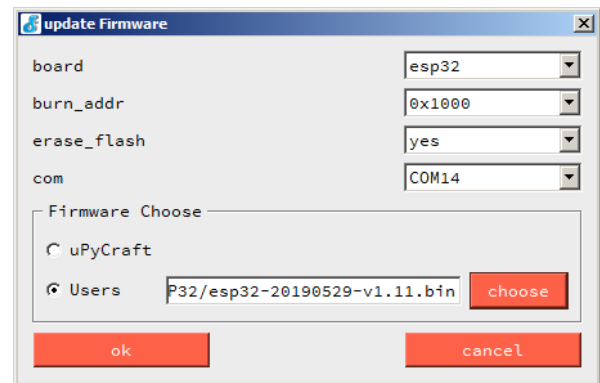 update Firmware
board esp32
burn_addr 0x1000
erase_flash yes
com COM14
Firmware Choose
uPyCraft
Users P32/esp32-20190529-v1.11.bin choose
ok cancel